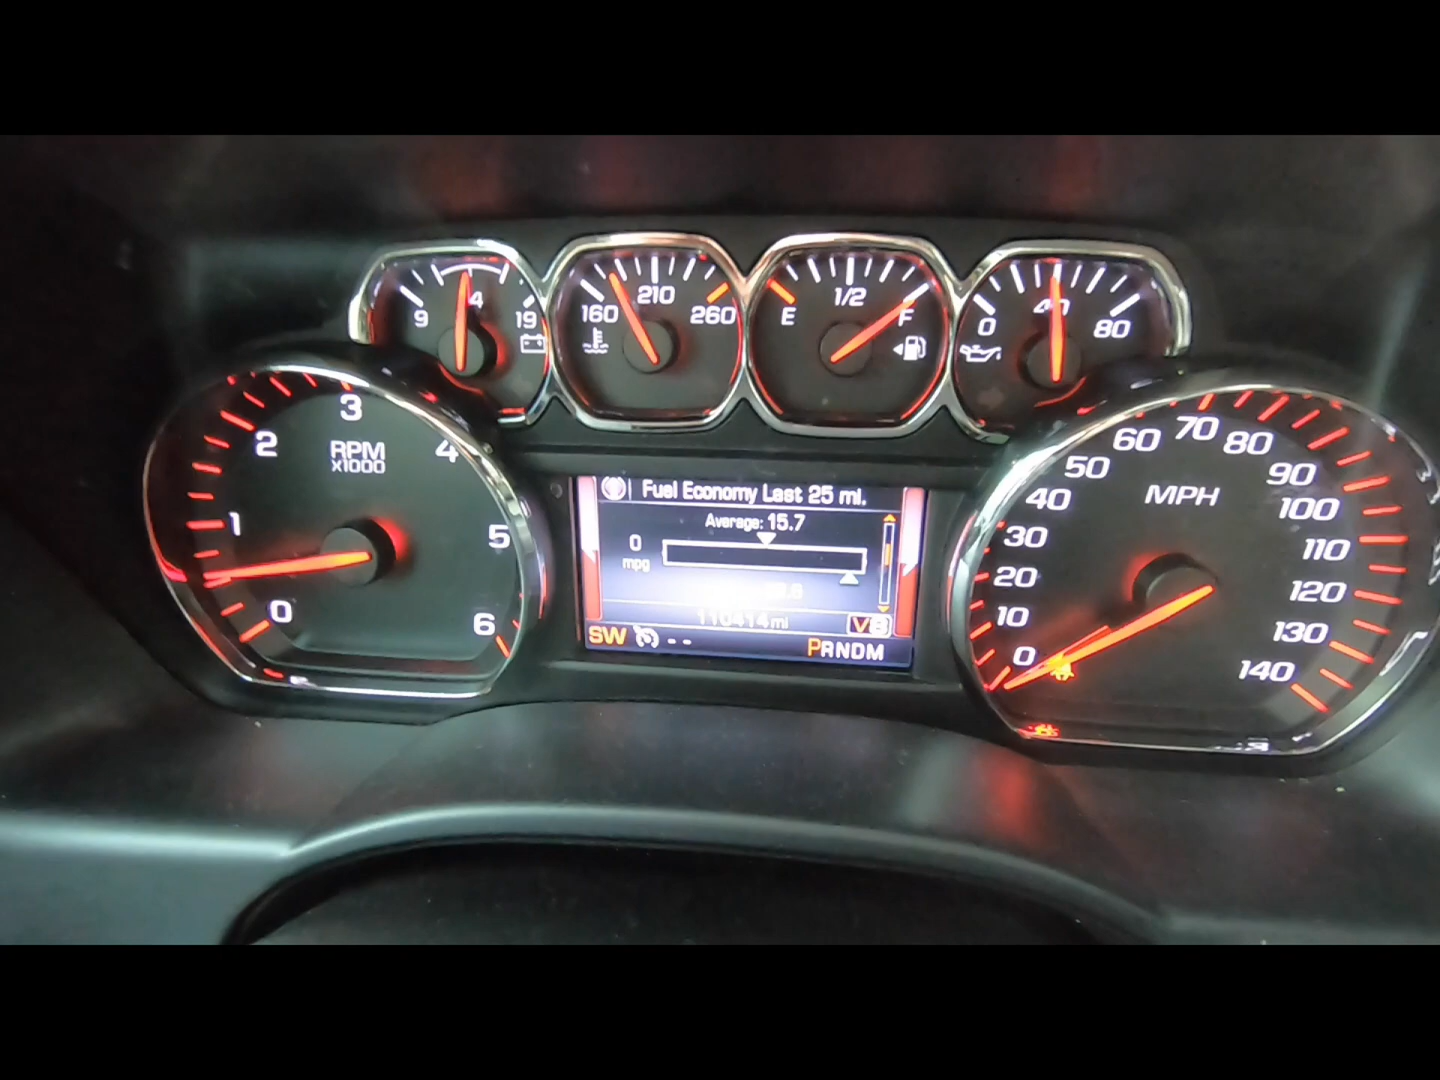 9 14 19
160 210 260
E 1/2 F
0 40 80
0 1 2 3 4 5 6
RPM
x1000
Fuel Economy Last 25 mi.
Average: 15.7
0
mpg
110414 mi
V8
SW -- PRNDM
0 10 20 30 40 50 60 70 80 90 100 110 120 130 140
MPH